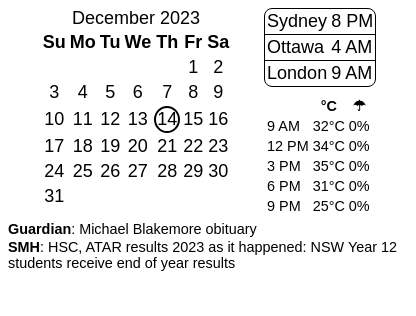 December 2023
Su Mo Tu We Th Fr Sa
1 2
3 4 5 6 7 8 9
10 11 12 13 14 15 16
17 18 19 20 21 22 23
24 25 26 27 28 29 30
31
Sydney 8 PM
Ottawa 4 AM
London 9 AM
°C ☂
9 AM 32°C 0%
12 PM 34°C 0%
3 PM 35°C 0%
6 PM 31°C 0%
9 PM 25°C 0%
Guardian: Michael Blakemore obituary
SMH: HSC, ATAR results 2023 as it happened: NSW Year 12
students receive end of year results